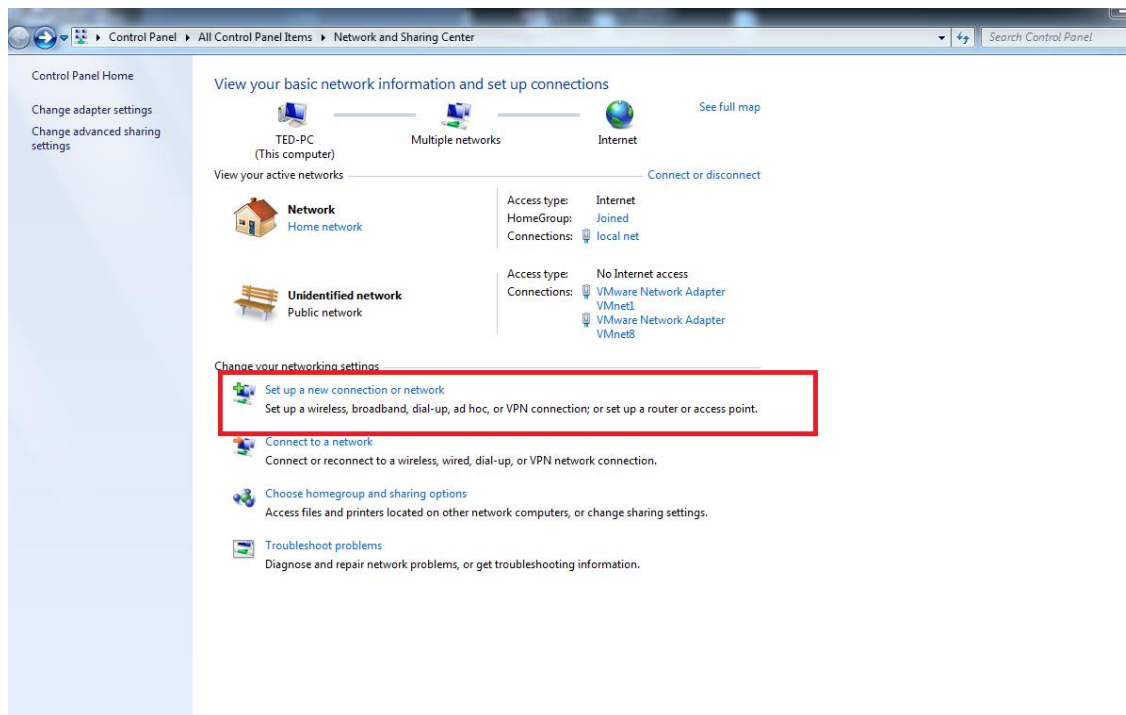 Control Panel ▸ All Control Panel Items ▸ Network and Sharing Center
Search Control Panel
Control Panel Home
Change adapter settings
Change advanced sharing
settings
View your basic network information and set up connections
See full map
TED-PC
(This computer)
Multiple networks
Internet
View your active networks
Connect or disconnect
Network
Home network
Access type: Internet
HomeGroup: Joined
Connections: local net
Unidentified network
Public network
Access type: No Internet access
Connections: VMware Network Adapter
VMnet1
VMware Network Adapter
VMnet8
Change your networking settings
Set up a new connection or network
Set up a wireless, broadband, dial-up, ad hoc, or VPN connection; or set up a router or access point.
Connect to a network
Connect or reconnect to a wireless, wired, dial-up, or VPN network connection.
Choose homegroup and sharing options
Access files and printers located on other network computers, or change sharing settings.
Troubleshoot problems
Diagnose and repair network problems, or get troubleshooting information.